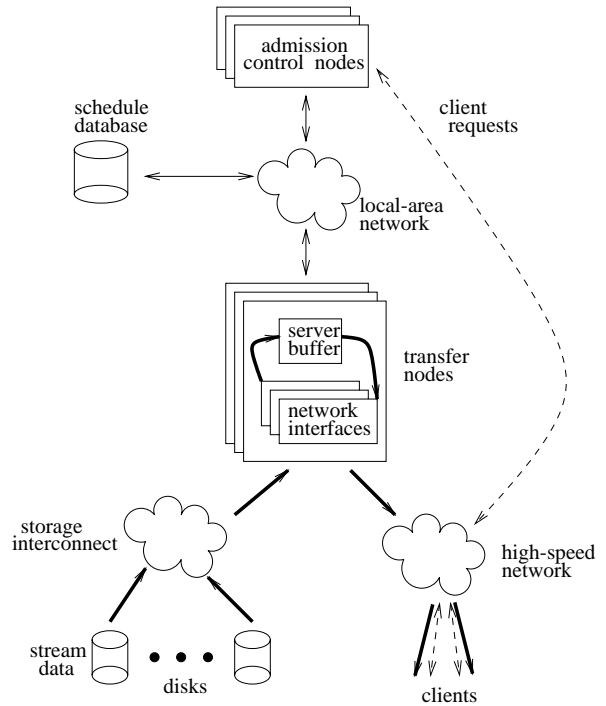 admission
control nodes
client
requests
schedule
database
local-area
network
server
buffer
transfer
nodes
network
interfaces
storage
interconnect
high-speed
network
stream
data
disks
clients